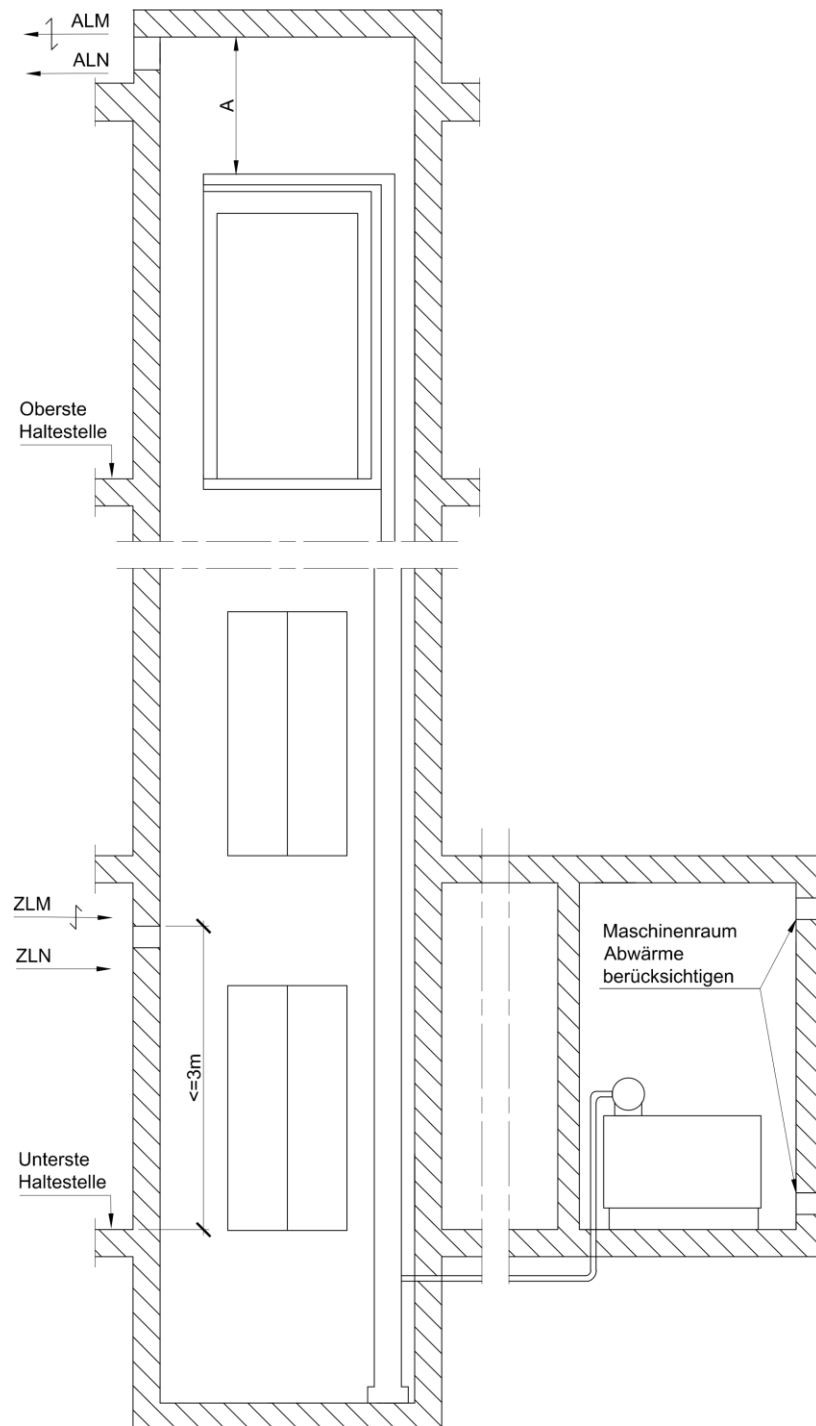 ALM
ALN
A
Oberste
Haltestelle
ZLM
ZLN
Maschinenraum
Abwärme
berücksichtigen
<=3m
Unterste
Haltestelle